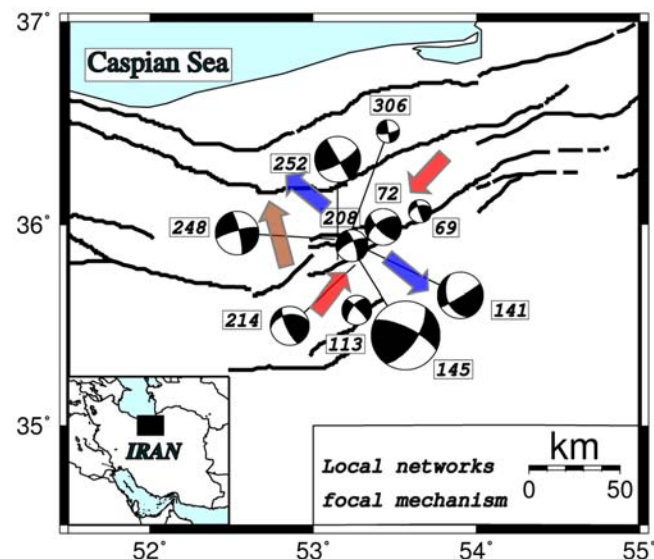 37°
Caspian Sea
306
252
72
208
248
69
36°
214
141
113
145
35°
IRAN
km
Local networks
focal mechanism
0 50
52° 53° 54° 55°